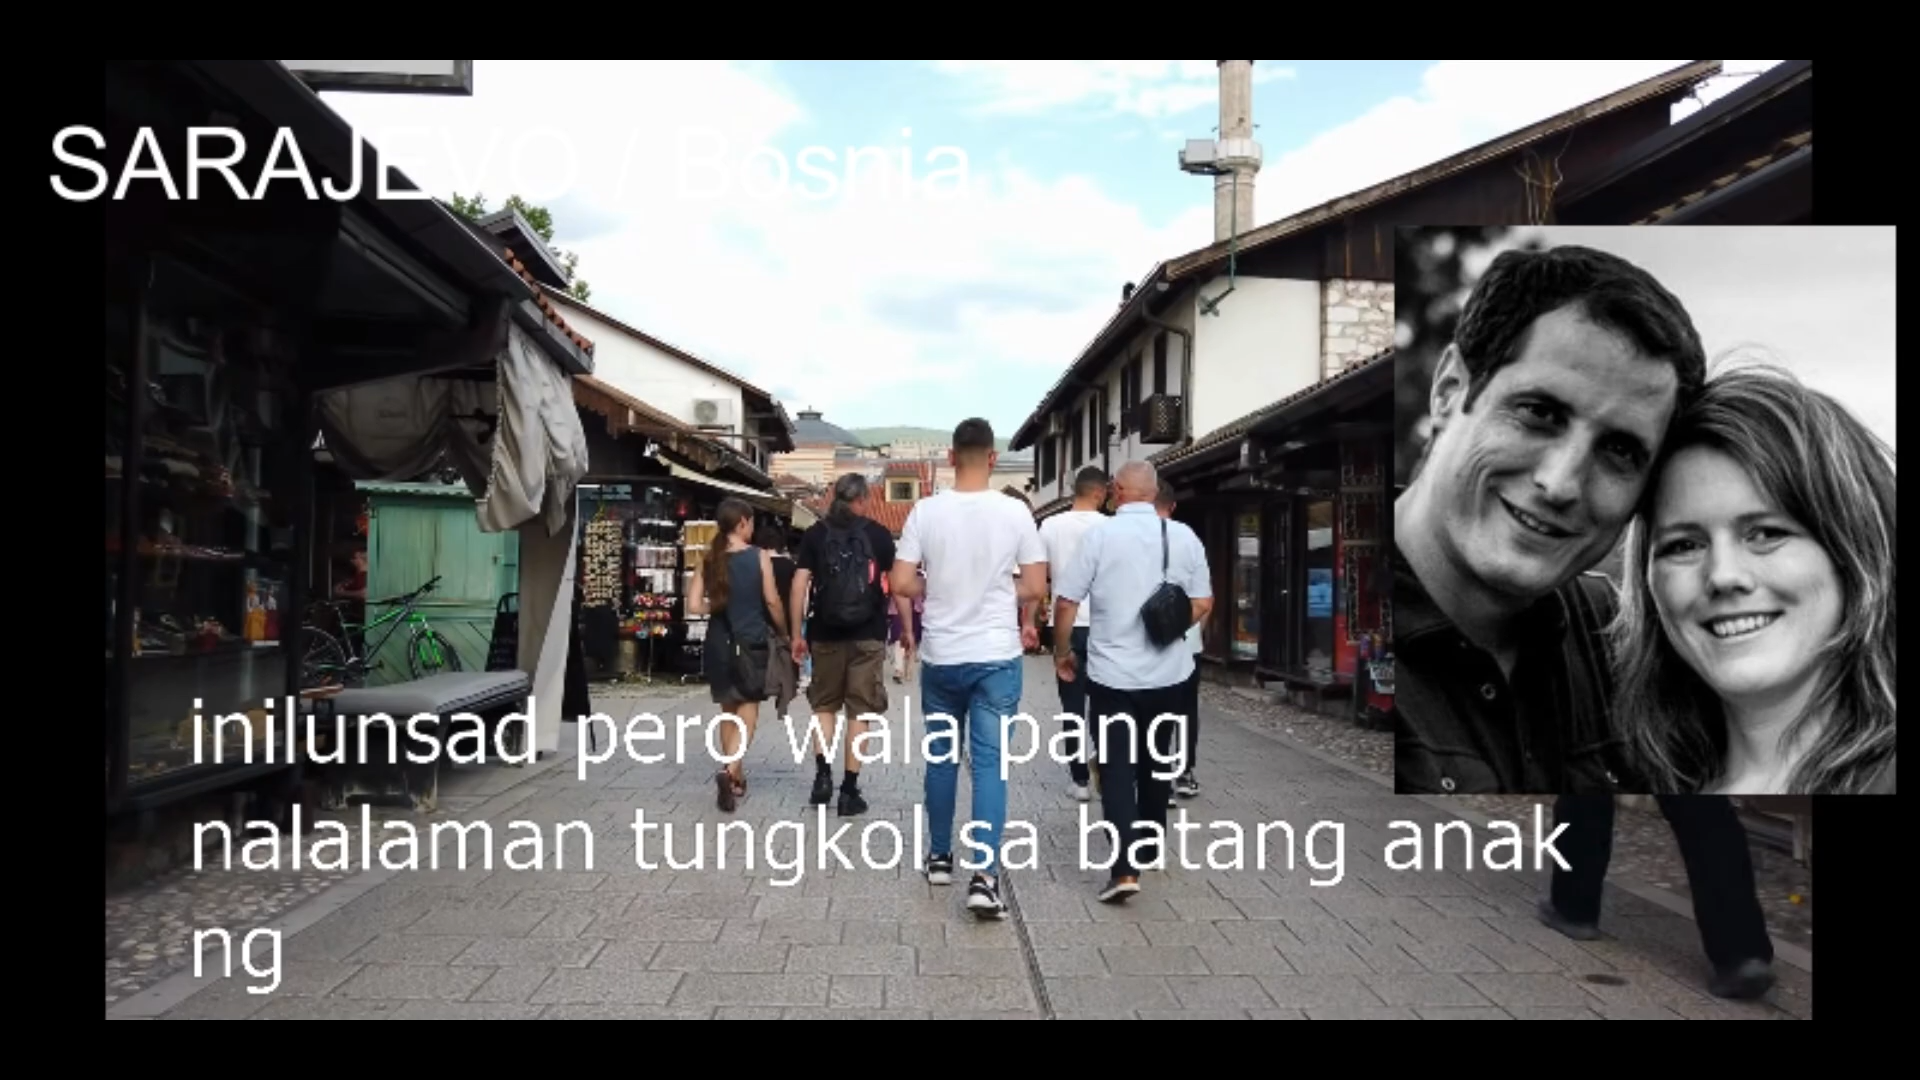 SARAJEVO / Bosnia
inilunsad pero wala pang
nalalaman tungkol sa batang anak
ng